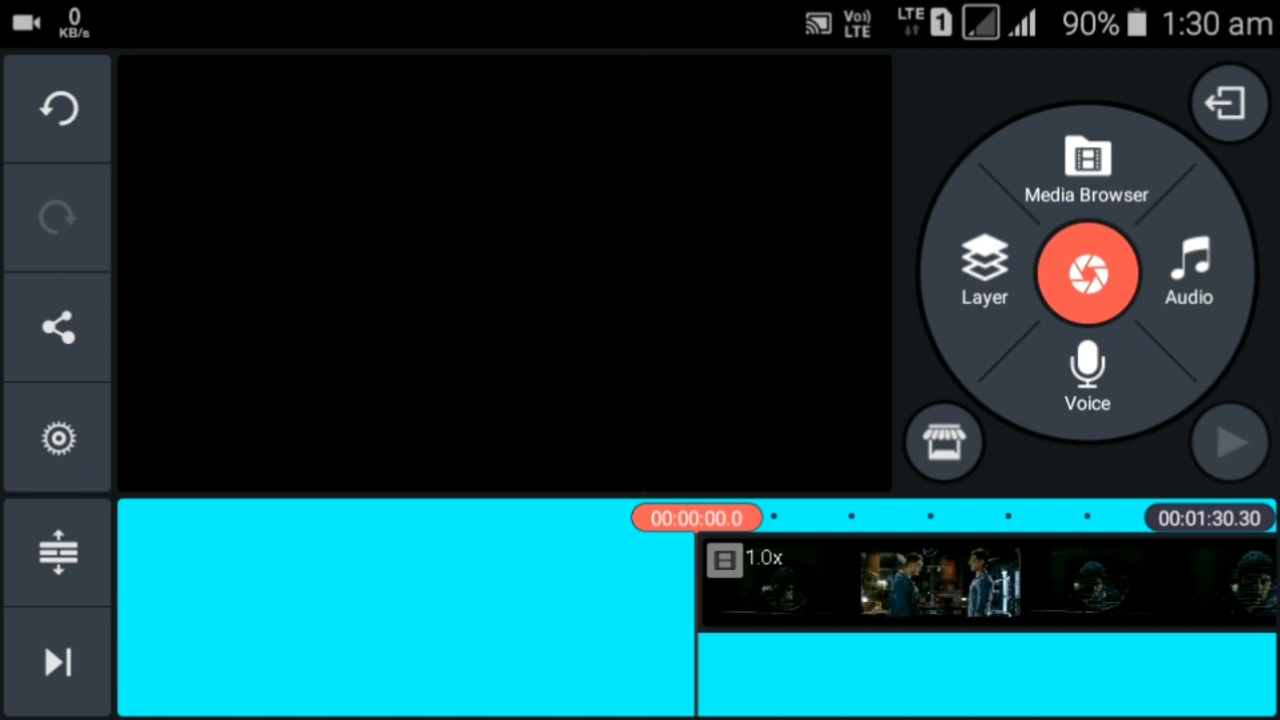 0
KB/s
Vo))
LTE
LTE
1
90%
1:30 am
Media Browser
Layer
Audio
Voice
00:00:00.0
00:01:30.30
1.0x